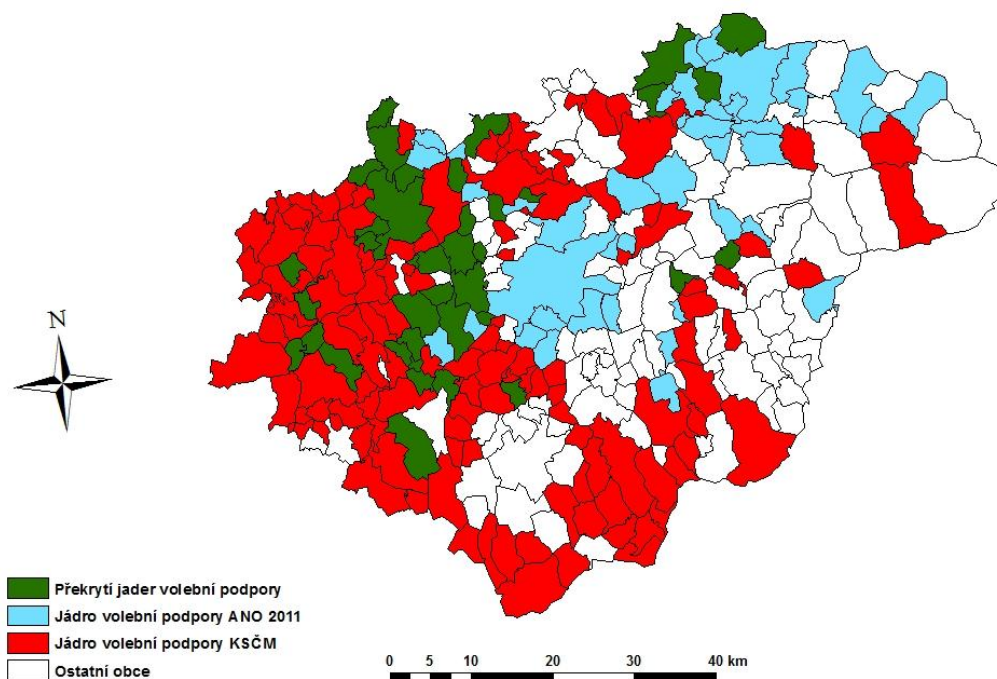 N
Překrytí jader volební podpory
Jádro volební podpory ANO 2011
Jádro volební podpory KSČM
Ostatní obce
0 5 10 20 30 40 km